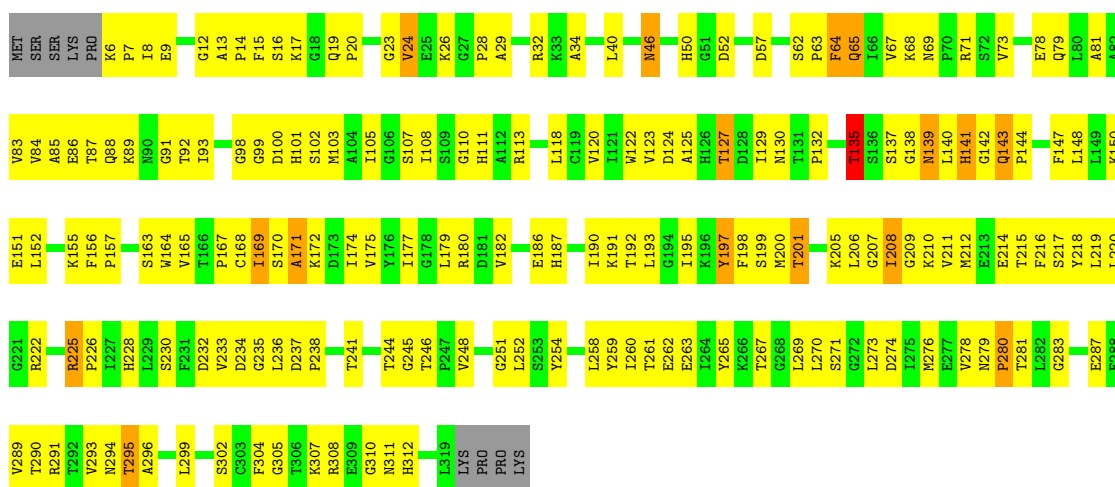 MET SER SER LYS PRO K6 P7 I8 E9 G12 A13 P14 F15 S16 K17 G18 Q19 P20 G23 V24 E25 K26 G27 P28 A29 R32 K33 A34 L40 N46 H50 G51 D52 D57 S62 P63 F64 Q65 I66 V67 K68 N69 P70 R71 S72 V73 E78 Q79 L80 A81 A82
V83 V84 A85 E86 T87 Q88 K89 N90 G91 T92 I93 G98 G99 D100 H101 S102 M103 A104 I105 G106 S107 I108 S109 G110 H111 A112 R113 L118 C119 V120 I121 W122 V123 D124 A125 H126 T127 D128 I129 N130 T131 P132 T135 S136 S137 G138 N139 L140 H141 G142 Q143 P144 F147 L148 L149 K150
E151 L152 K155 F156 P157 S163 W164 V165 T166 P167 C168 I169 S170 A171 K172 D173 I174 V175 Y176 I177 G178 L179 R180 D181 V182 E186 H187 I190 K191 T192 L193 G194 I195 K196 Y197 F198 S199 M200 T201 K205 L206 G207 I208 G209 K210 V211 M212 E213 E214 T215 F216 S217 Y218 L219 L220
G221 R222 R225 P226 I227 H228 L229 S230 F231 D232 V233 D234 G235 L236 D237 P238 T241 T244 G245 T246 P247 V248 G251 L252 S253 Y254 L258 Y259 I260 T261 E262 E263 I264 Y265 K266 T267 G268 L269 L270 S271 G272 L273 D274 I275 M276 E277 V278 N279 P280 T281 L282 G283 E287 E288
V289 T290 R291 T292 V293 N294 T295 A296 L299 S302 C303 F304 G305 T306 K307 R308 E309 G310 N311 H312 L319 LYS PRO PRO LYS